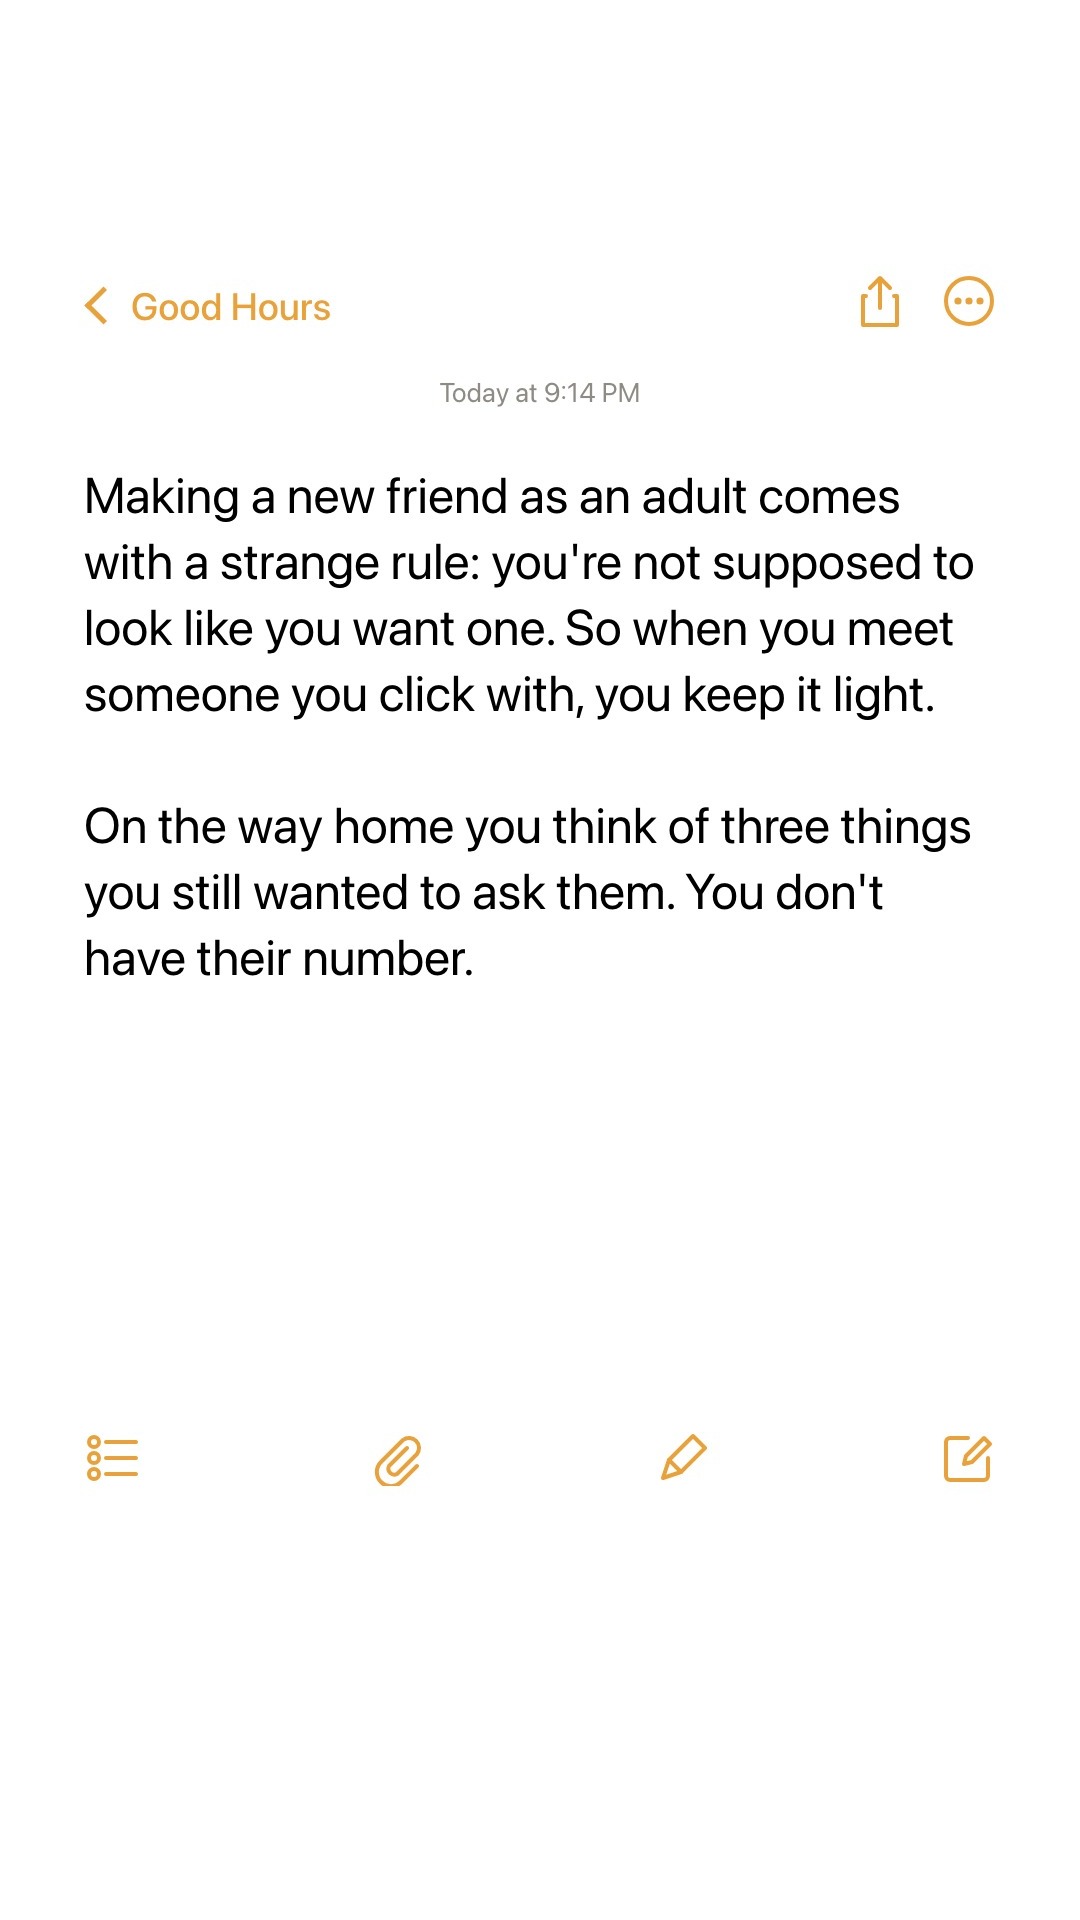 Good Hours
Today at 9:14 PM
Making a new friend as an adult comes
with a strange rule: you're not supposed to
look like you want one. So when you meet
someone you click with, you keep it light.
On the way home you think of three things
you still wanted to ask them. You don't
have their number.